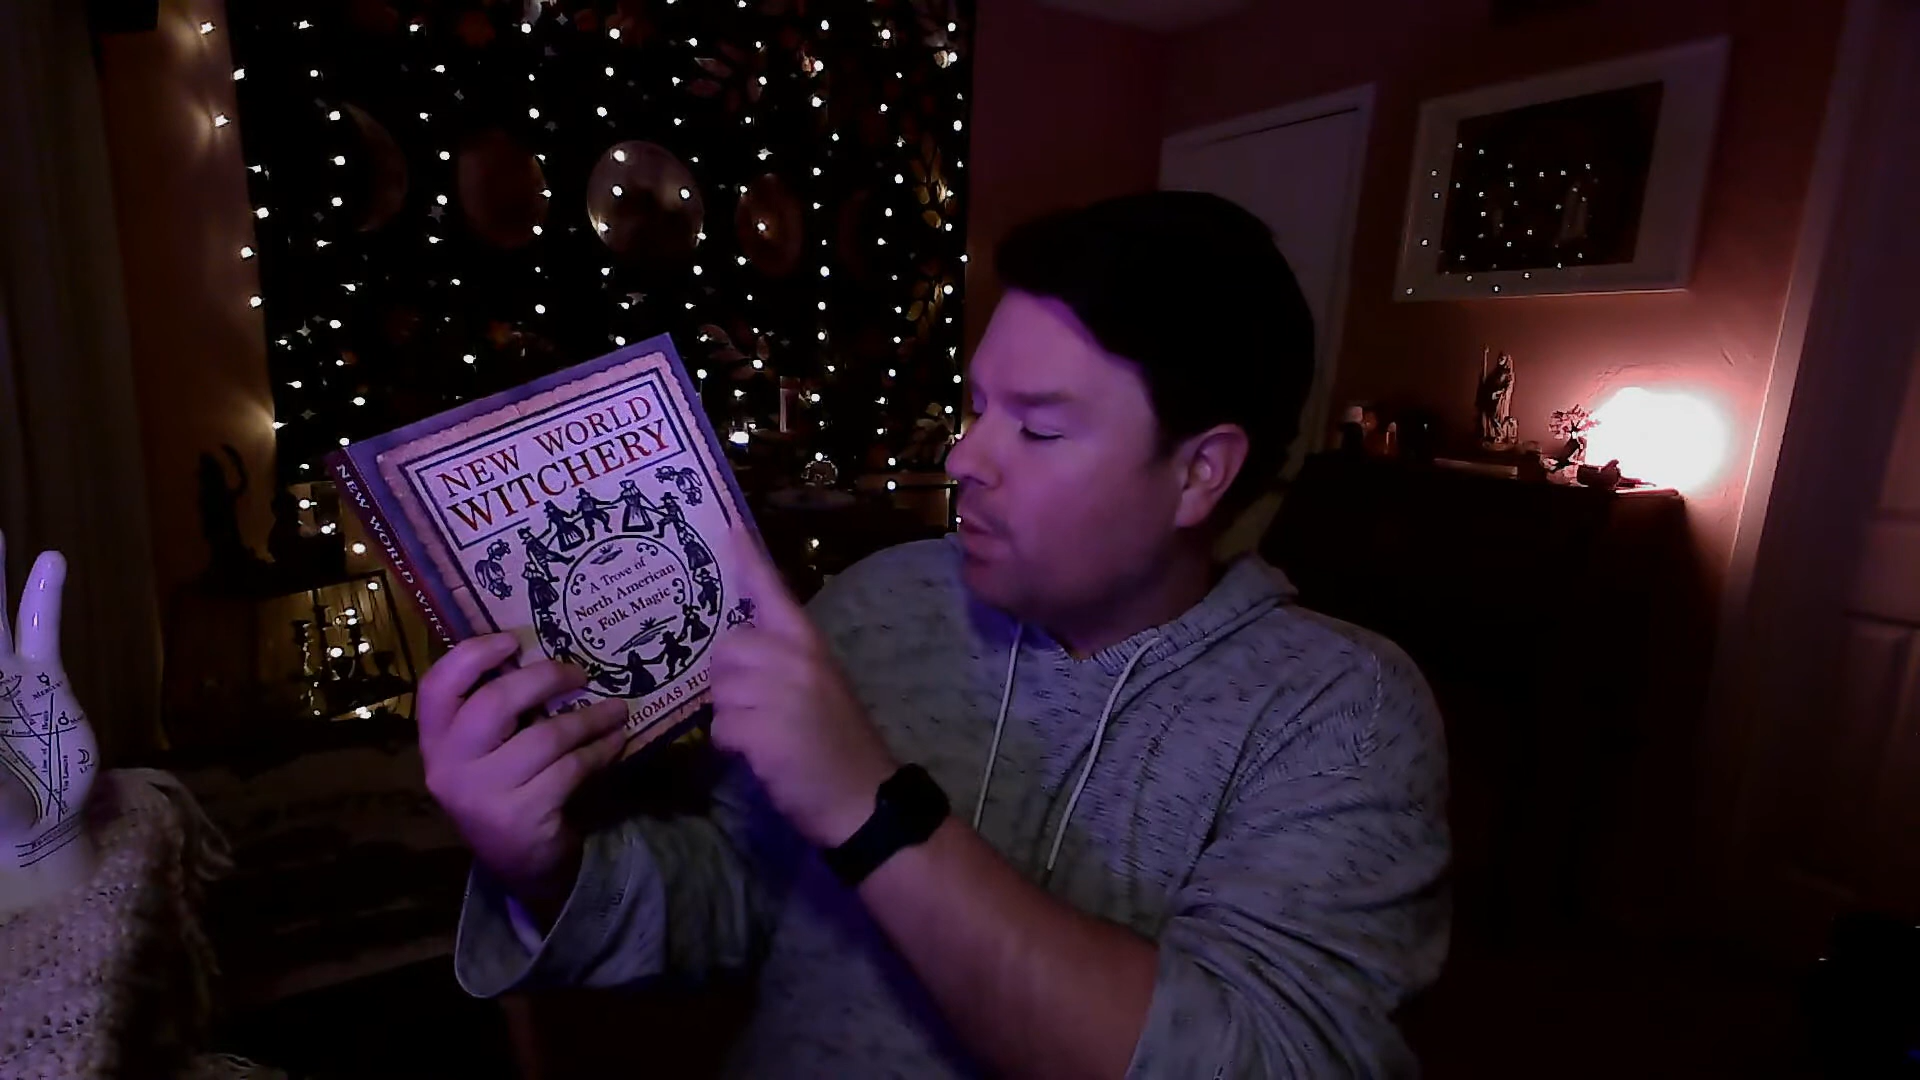 NEW WORLD
WITCHERY
A Trove of
North American
Folk Magic
THOMAS HU
NEW WORLD WITC